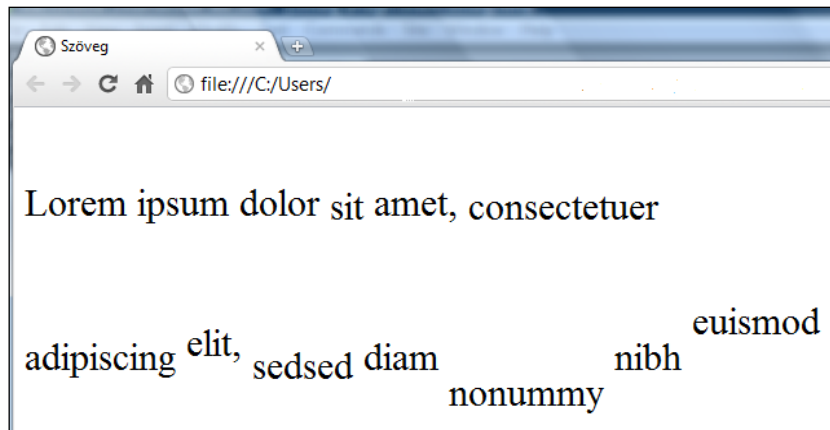 Szöveg
file:///C:/Users/
Lorem ipsum dolor sit amet, consectetuer
adipiscing elit, sedsed diam nonummy nibh euismod